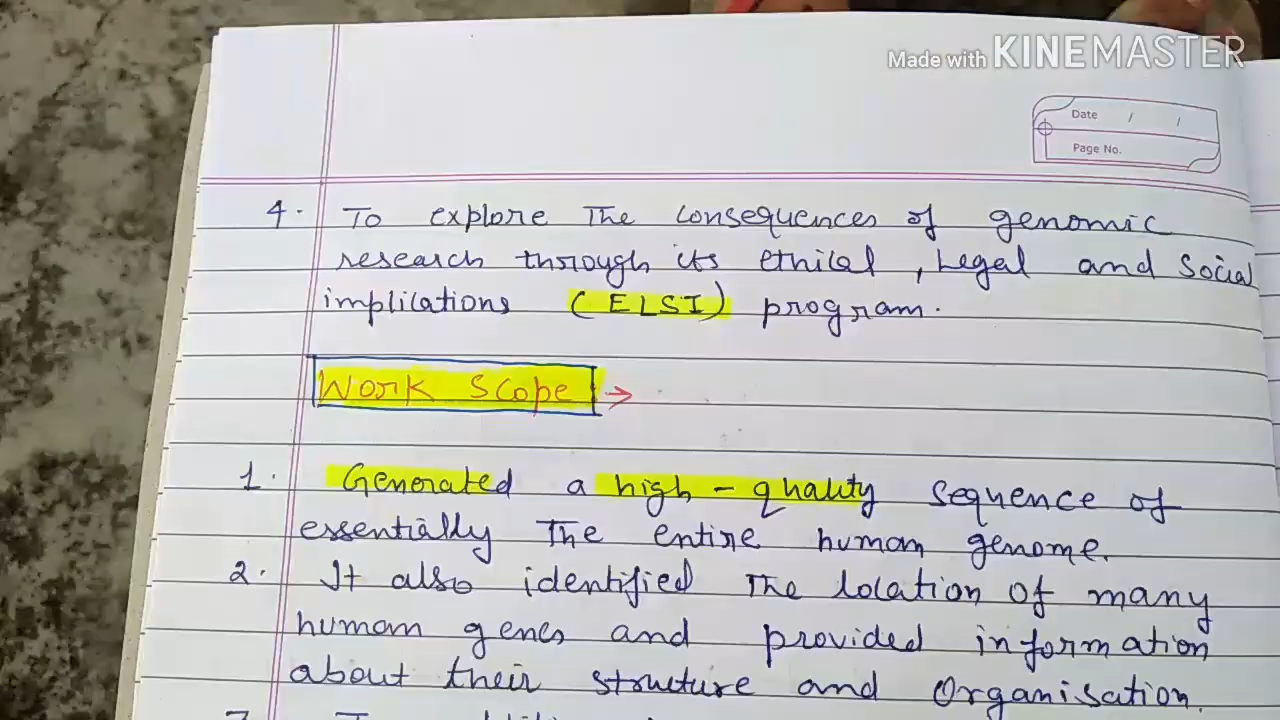 Made with KINEMASTER
Date / /
Page No.
4. To explore The consequences of genomic
research through its ethical, Legal and Social
implications (ELSI) program.
Work Scope →
1. Generated a high-quality sequence of
essentially The entire human genome.
2. It also identified The location of many
human genes and provided information
about their structure and Organisation.